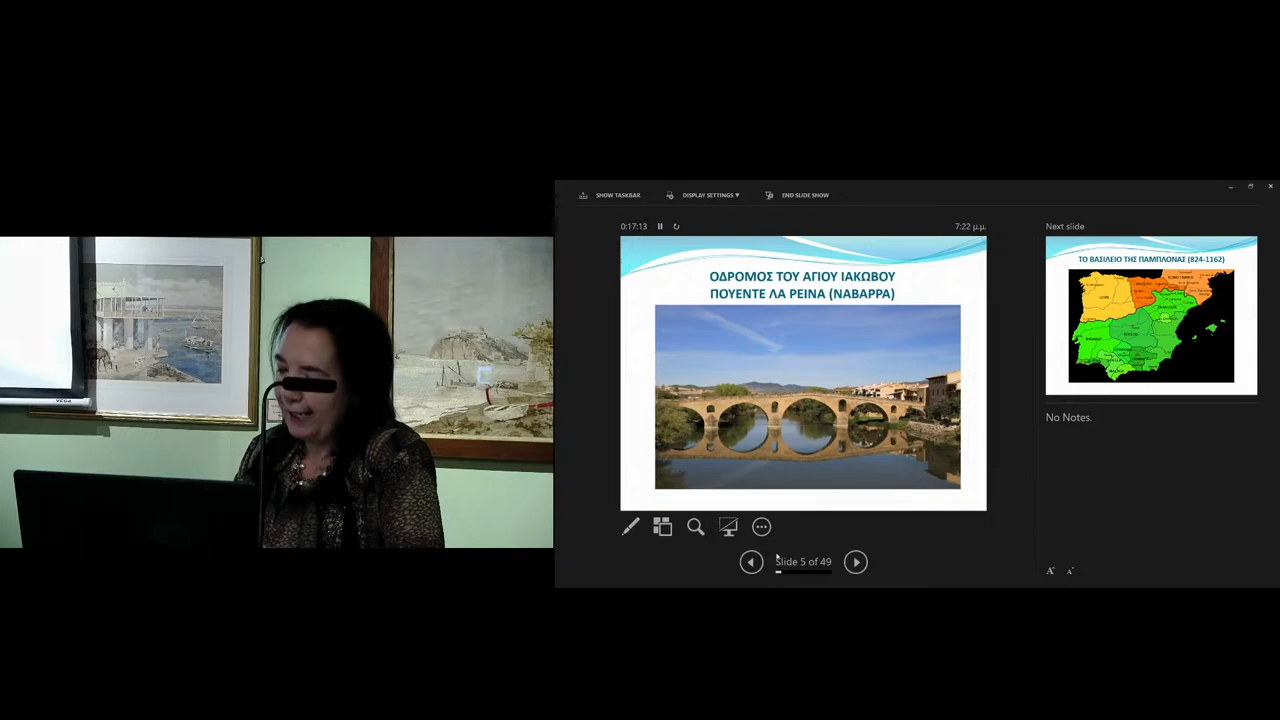 SHOW TASKBAR
DISPLAY SETTINGS ▾
END SLIDE SHOW
0:17:13
7:22 μ.μ.
Next slide
ΟΔΡΟΜΟΣ ΤΟΥ ΑΓΙΟΥ ΙΑΚΩΒΟΥ
ΠΟΥΕΝΤΕ ΛΑ ΡΕΙΝΑ (ΝΑΒΑΡΡΑ)
ΤΟ ΒΑΣΙΛΕΙΟ ΤΗΣ ΠΑΜΠΛΟΝΑΣ (824-1162)
No Notes.
VEGA
Slide 5 of 49